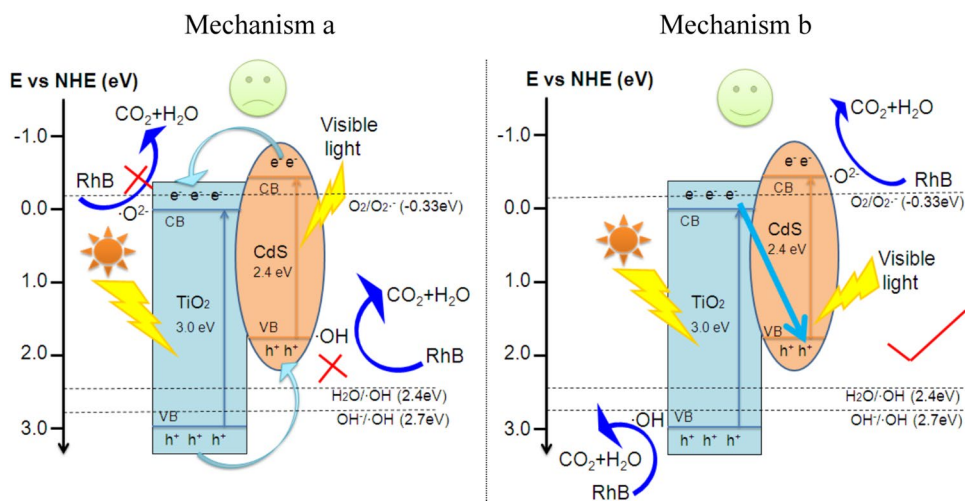 Mechanism a
E vs NHE (eV)
-1.0
0.0
1.0
2.0
3.0
CO₂+H₂O
RhB
·O²⁻
e⁻ e⁻ e⁻
CB
TiO₂
3.0 eV
VB
h⁺ h⁺ h⁺
e⁻ e⁻
CB
CdS
2.4 eV
VB
h⁺ h⁺
Visible
light
O₂/O₂·⁻ (-0.33eV)
CO₂+H₂O
·OH
RhB
H₂O/·OH (2.4eV)
OH⁻/·OH (2.7eV)
Mechanism b
E vs NHE (eV)
-1.0
0.0
1.0
2.0
3.0
e⁻ e⁻ e⁻
CB
TiO₂
3.0 eV
VB
h⁺ h⁺ h⁺
·OH
CO₂+H₂O
RhB
e⁻ e⁻
CB
CdS
2.4 eV
VB
h⁺ h⁺
CO₂+H₂O
·O²⁻
RhB
O₂/O₂·⁻ (-0.33eV)
Visible
light
H₂O/·OH (2.4eV)
OH⁻/·OH (2.7eV)